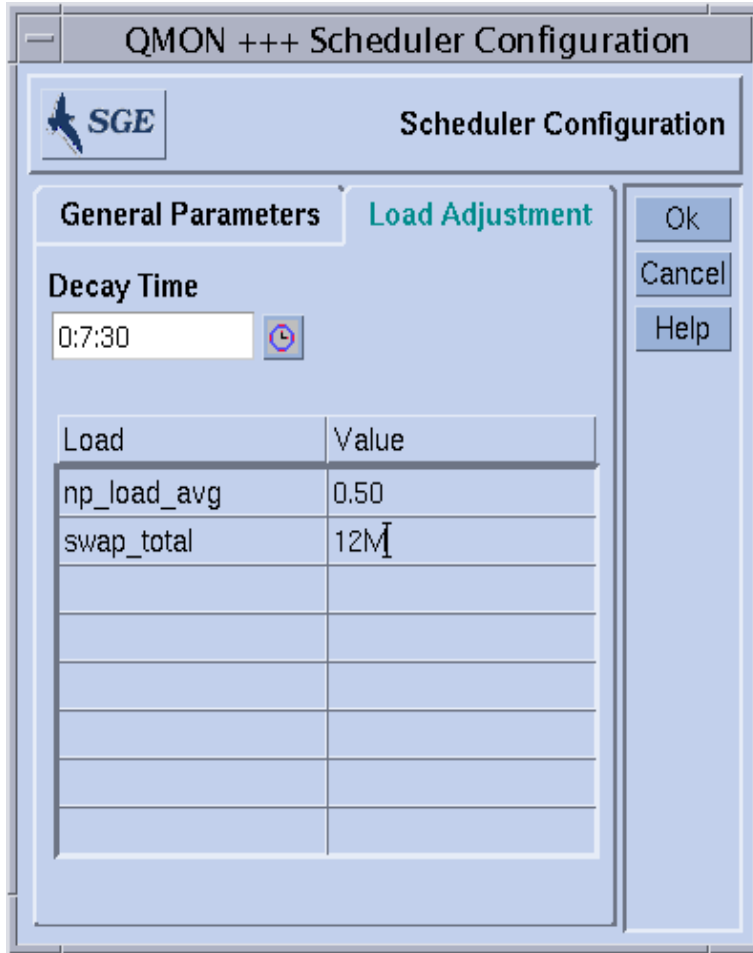 QMON +++ Scheduler Configuration
SGE
Scheduler Configuration
General Parameters
Load Adjustment
Ok
Cancel
Help
Decay Time
0:7:30
Load Value
np_load_avg 0.50
swap_total 12M